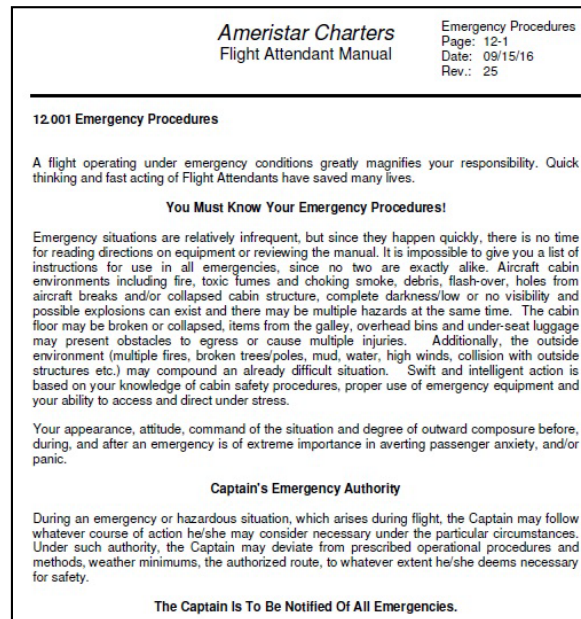 Ameristar Charters
Flight Attendant Manual
Emergency Procedures
Page: 12-1
Date: 09/15/16
Rev.: 25
12.001 Emergency Procedures
A flight operating under emergency conditions greatly magnifies your responsibility. Quick
thinking and fast acting of Flight Attendants have saved many lives.
You Must Know Your Emergency Procedures!
Emergency situations are relatively infrequent, but since they happen quickly, there is no time
for reading directions on equipment or reviewing the manual. It is impossible to give you a list of
instructions for use in all emergencies, since no two are exactly alike. Aircraft cabin
environments including fire, toxic fumes and choking smoke, debris, flash-over, holes from
aircraft breaks and/or collapsed cabin structure, complete darkness/low or no visibility and
possible explosions can exist and there may be multiple hazards at the same time. The cabin
floor may be broken or collapsed, items from the galley, overhead bins and under-seat luggage
may present obstacles to egress or cause multiple injuries. Additionally, the outside
environment (multiple fires, broken trees/poles, mud, water, high winds, collision with outside
structures etc.) may compound an already difficult situation. Swift and intelligent action is
based on your knowledge of cabin safety procedures, proper use of emergency equipment and
your ability to access and direct under stress.
Your appearance, attitude, command of the situation and degree of outward composure before,
during, and after an emergency is of extreme importance in averting passenger anxiety, and/or
panic.
Captain's Emergency Authority
During an emergency or hazardous situation, which arises during flight, the Captain may follow
whatever course of action he/she may consider necessary under the particular circumstances.
Under such authority, the Captain may deviate from prescribed operational procedures and
methods, weather minimums, the authorized route, to whatever extent he/she deems necessary
for safety.
The Captain Is To Be Notified Of All Emergencies.